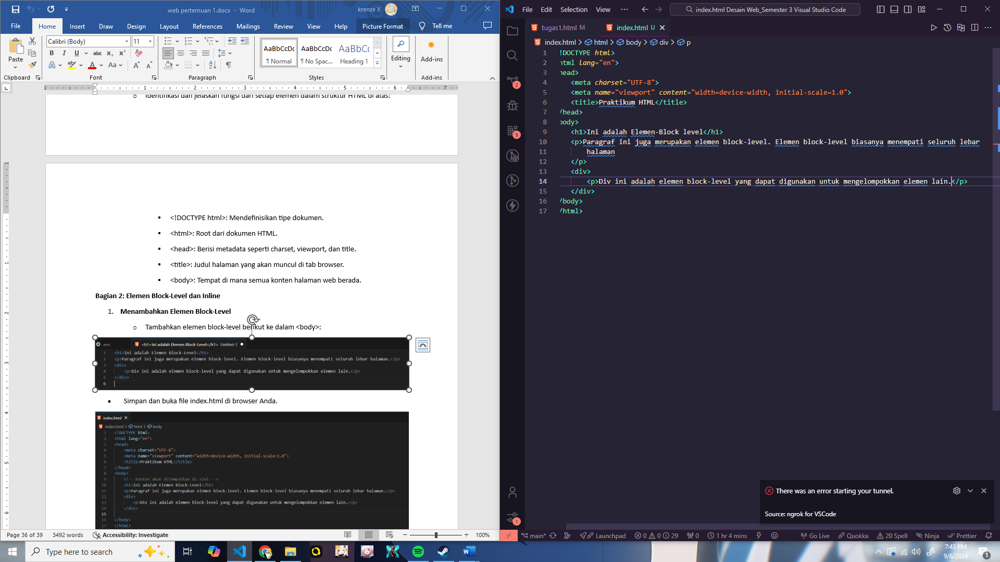 web pertemuan 1.docx - Word
krenze X
File Home Insert Draw Design Layout References Mailings Review View Help Picture Format Tell me
Paste
Calibri (Body) 11
B I U abc x₂ x²
A ab A Aa A A
AaBbCcDc AaBbCcDc AaBbCc
¶ Normal ¶ No Spac... Heading 1
Editing
Add-ins
Clipboard Font Paragraph Styles Add-ins
1 1 2 3 4 5 6 7
o Identifikasi dan jelaskan fungsi dari setiap elemen dalam struktur HTML di atas:
▪ <!DOCTYPE html>: Mendefinisikan tipe dokumen.
▪ <html>: Root dari dokumen HTML.
▪ <head>: Berisi metadata seperti charset, viewport, dan title.
▪ <title>: Judul halaman yang akan muncul di tab browser.
▪ <body>: Tempat di mana semua konten halaman web berada.
Bagian 2: Elemen Block-Level dan Inline
1. Menambahkan Elemen Block-Level
o Tambahkan elemen block-level berikut ke dalam <body>:
.env <h1>Ini adalah Elemen Block-Level</h1> Untitled-1 ●
1 <h1>Ini adalah Elemen Block-Level</h1>
2 <p>Paragraf ini juga merupakan elemen block-level. Elemen block-level biasanya menempati seluruh lebar halaman.</p>
3 <div>
4 <p>Div ini adalah elemen block-level yang dapat digunakan untuk mengelompokkan elemen lain.</p>
5 </div>
6
• Simpan dan buka file index.html di browser Anda.
index.html
index.html > html > body
1 <!DOCTYPE html>
2 <html lang="en">
3 <head>
4 <meta charset="UTF-8">
5 <meta name="viewport" content="width=device-width, initial-scale=1.0">
6 <title>Praktikum HTML</title>
7 </head>
8 <body>
9 <!-- Konten akan ditempatkan di sini -->
10 <h1>Ini adalah Elemen Block-Level</h1>
11 <p>Paragraf ini juga merupakan elemen block-level. Elemen block-level biasanya menempati seluruh lebar halaman.</p>
12 <div>
13 <p>Div ini adalah elemen block-level yang dapat digunakan untuk mengelompokkan elemen lain.</p>
14 </div>
15
16 </body>
17 </html>
Page 36 of 39 3492 words Accessibility: Investigate 100%
File Edit Selection View ··· index.html Desain Web_Semester 3 Visual Studio Code
tugas1.html M index.html U
index.html > html > body > div > p
1 !DOCTYPE html>
2 html lang="en">
3 head>
4 <meta charset="UTF-8">
5 <meta name="viewport" content="width=device-width, initial-scale=1.0">
6 <title>Praktikum HTML</title>
7 /head>
8 body>
9 <h1>Ini adalah Elemen-Block level</h1>
10 <p>Paragraf ini juga merupakan elemen block-level. Elemen block-level biasanya menempati seluruh lebar
11 halaman
12 </p>
13 <div>
14 <p>Div ini adalah elemen block-level yang dapat digunakan untuk mengelompokkan elemen lain.</p>
15 </div>
16 /body>
17 /html>
2
9
1
There was an error starting your tunnel.
Source: ngrok for VSCode
main* Launchpad 0 0 29 0 1 hr 4 mins Go Live Quokka 20 Spell Ninja Prettier
Type here to search
7:43 PM
9/6/2024
1